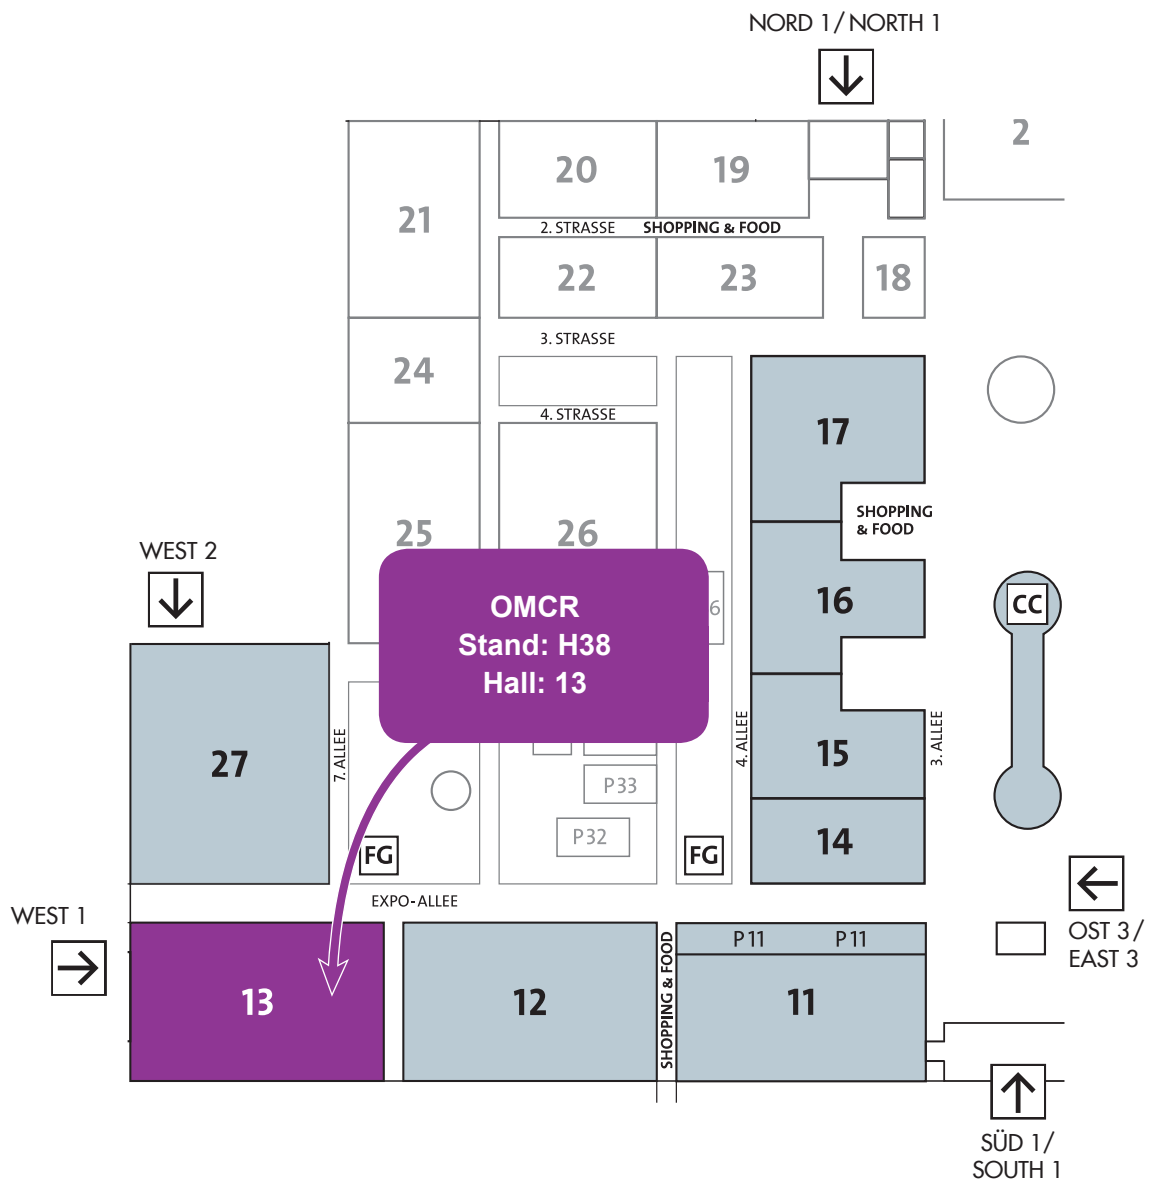 NORD 1/ NORTH 1
2
20
19
21
2. STRASSE SHOPPING & FOOD
22
23
18
3. STRASSE
24
4. STRASSE
17
SHOPPING
& FOOD
25
26
WEST 2
16
6
CC
OMCR
Stand: H38
Hall: 13
27
7. ALLEE
4. ALLEE
15
3. ALLEE
P33
P32
14
FG
FG
EXPO-ALLEE
WEST 1
OST 3/
EAST 3
13
12
SHOPPING & FOOD
P 11
P 11
11
SÜD 1/
SOUTH 1